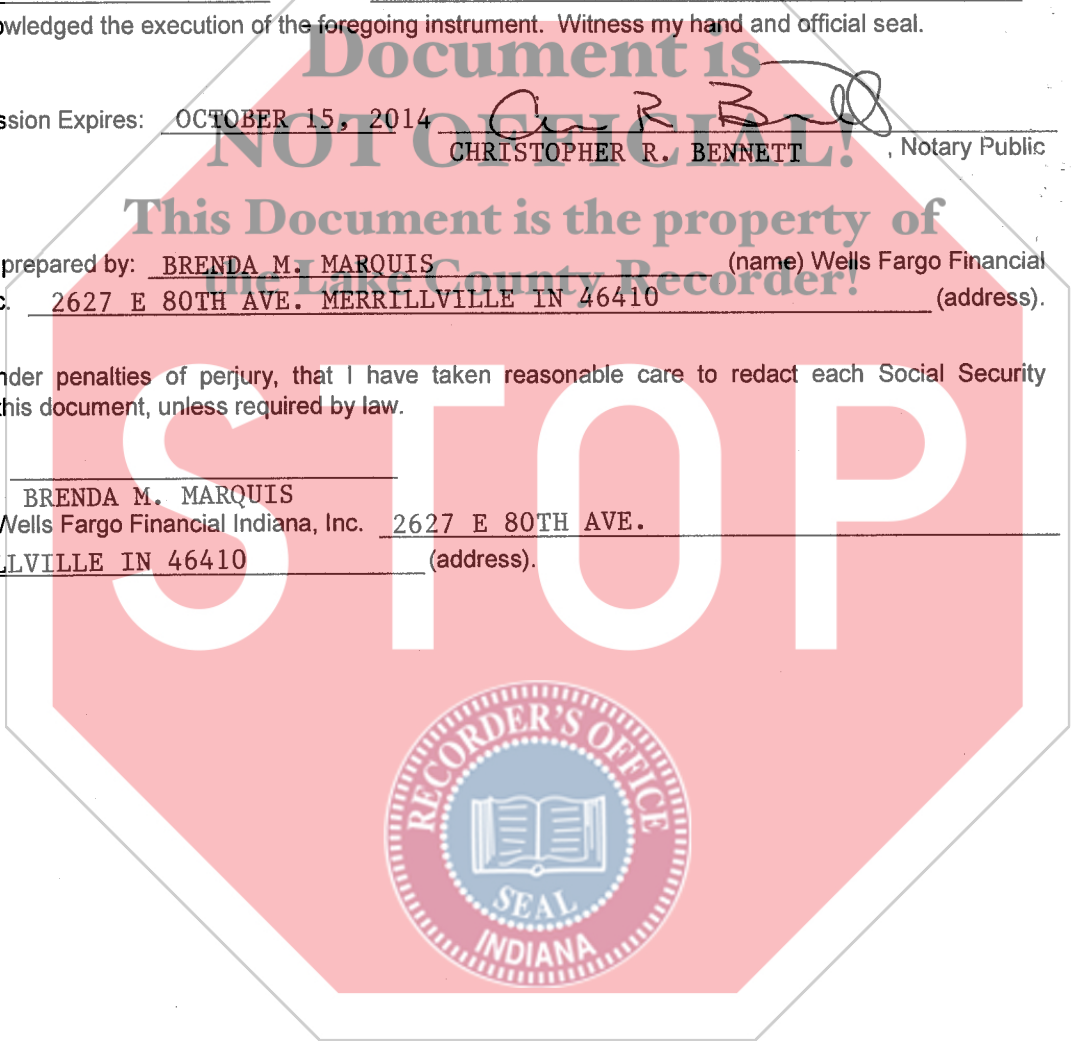 owledged the execution of the foregoing instrument. Witness my hand and official seal.
Document is
ssion Expires: OCTOBER 15, 2014
NOT OFFICIAL!
CHRISTOPHER R. BENNETT , Notary Public
This Document is the property of
prepared by: BRENDA M. MARQUIS (name) Wells Fargo Financial
the Lake County Recorder!
c. 2627 E 80TH AVE. MERRILLVILLE IN 46410 (address).
nder penalties of perjury, that I have taken reasonable care to redact each Social Security
this document, unless required by law.
STOP
BRENDA M. MARQUIS
Wells Fargo Financial Indiana, Inc. 2627 E 80TH AVE.
LLVILLE IN 46410 (address).
RECORDER'S OFFICE
SEAL
INDIANA